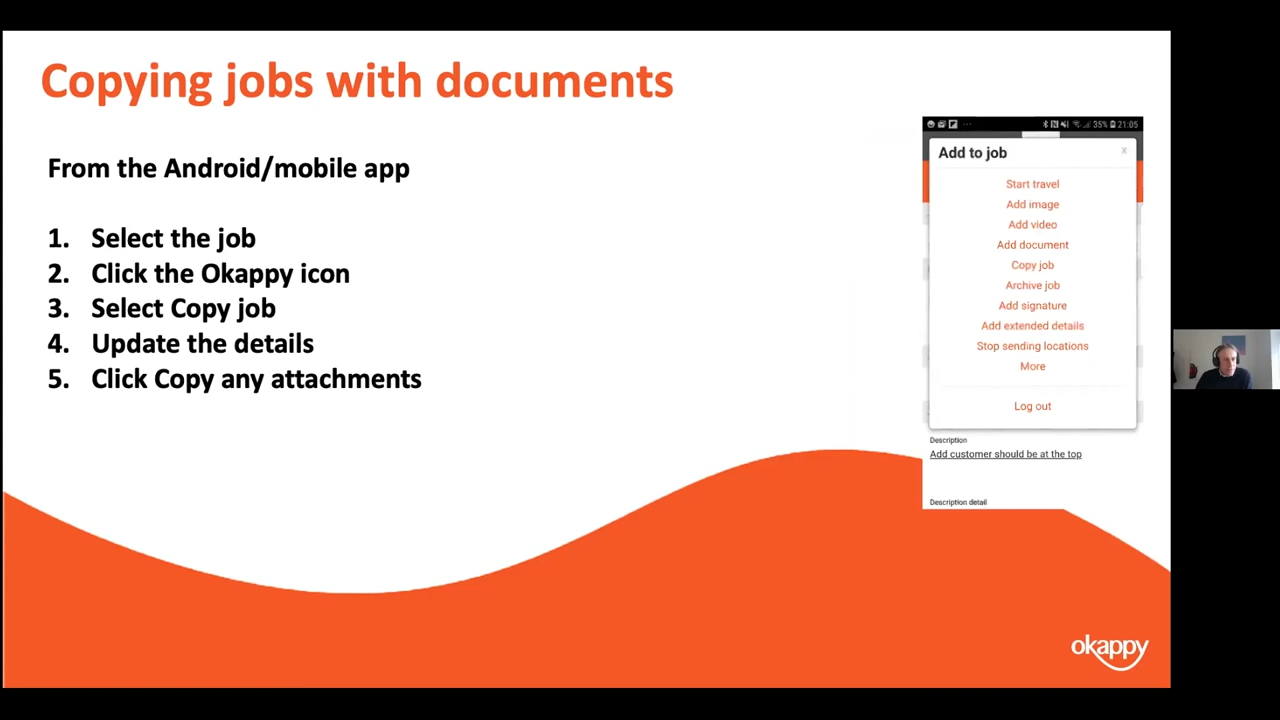 Copying jobs with documents
From the Android/mobile app
1. Select the job
2. Click the Okappy icon
3. Select Copy job
4. Update the details
5. Click Copy any attachments
35% 21:05
Add to job x
Start travel
Add image
Add video
Add document
Copy job
Archive job
Add signature
Add extended details
Stop sending locations
More
Log out
Description
Add customer should be at the top
Description detail
okappy